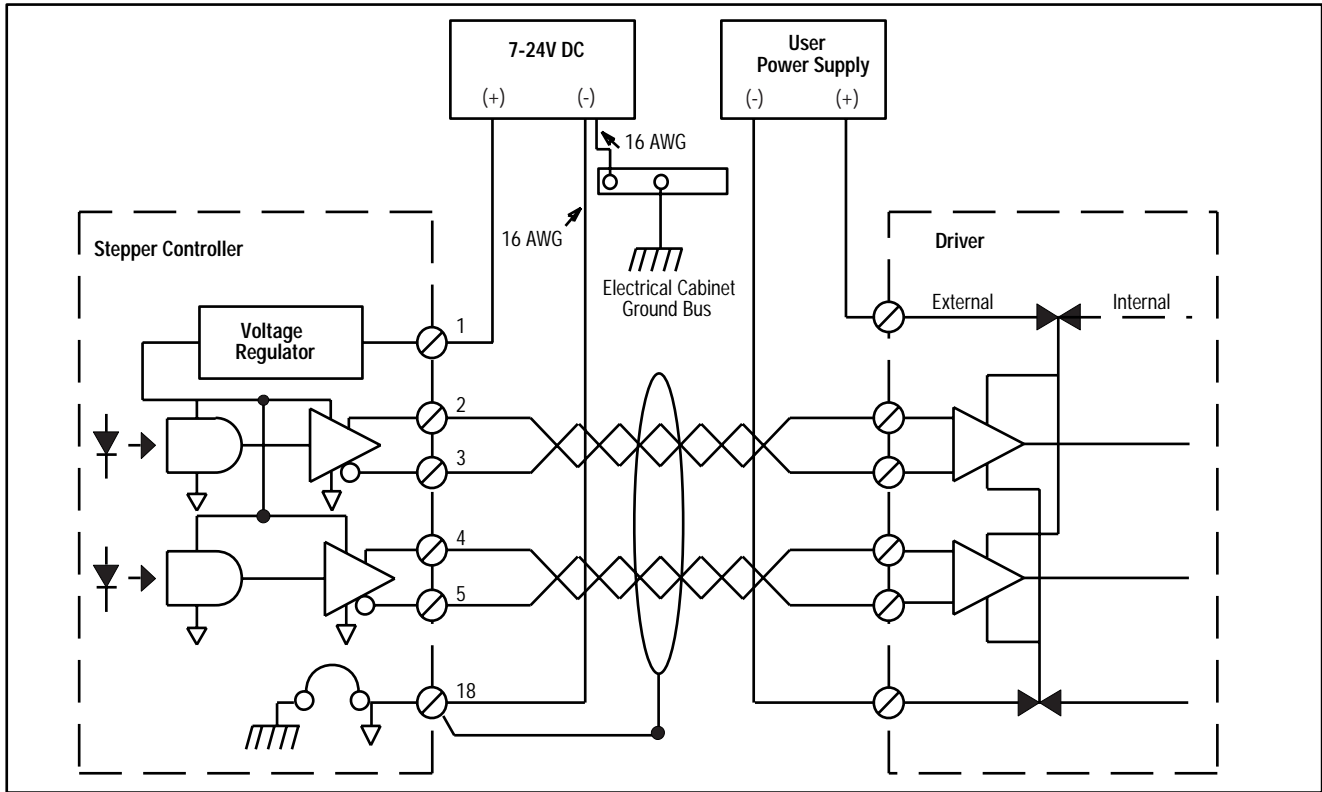 7-24V DC
(+) (-)
User
Power Supply
(-) (+)
16 AWG
16 AWG
Electrical Cabinet
Ground Bus
Stepper Controller
Voltage
Regulator
1
2
3
4
5
18
Driver
External Internal